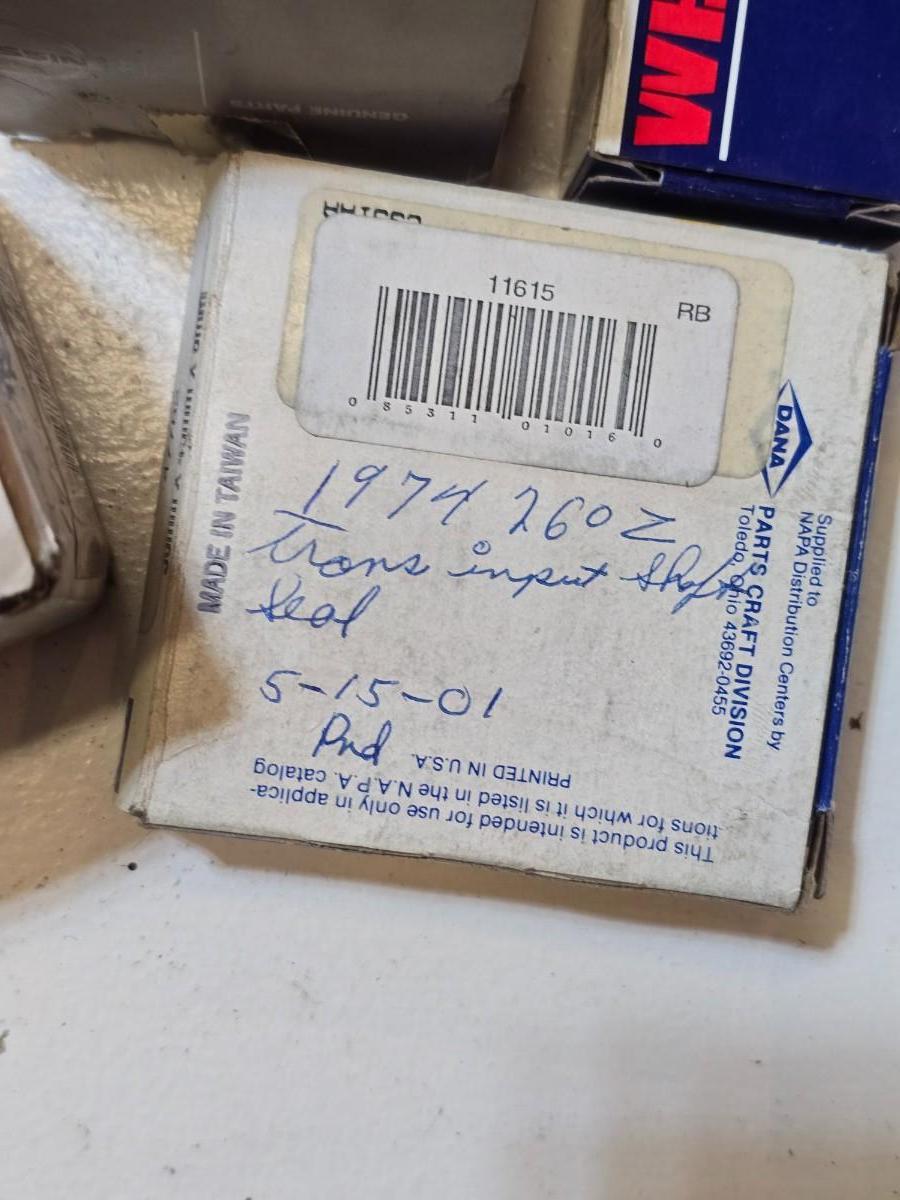 GENUINE PARTS
11615
RB
0 85311 01016 0
MADE IN TAIWAN
1974 260Z
trans input shaft
seal
5-15-01
Pnd
DANA
PARTS CRAFT DIVISION
Toledo, Ohio 43692-0455
Supplied to
NAPA Distribution Centers by
This product is intended for use only in applica-
tions for which it is listed in the N.A.P.A. catalog
PRINTED IN U.S.A.